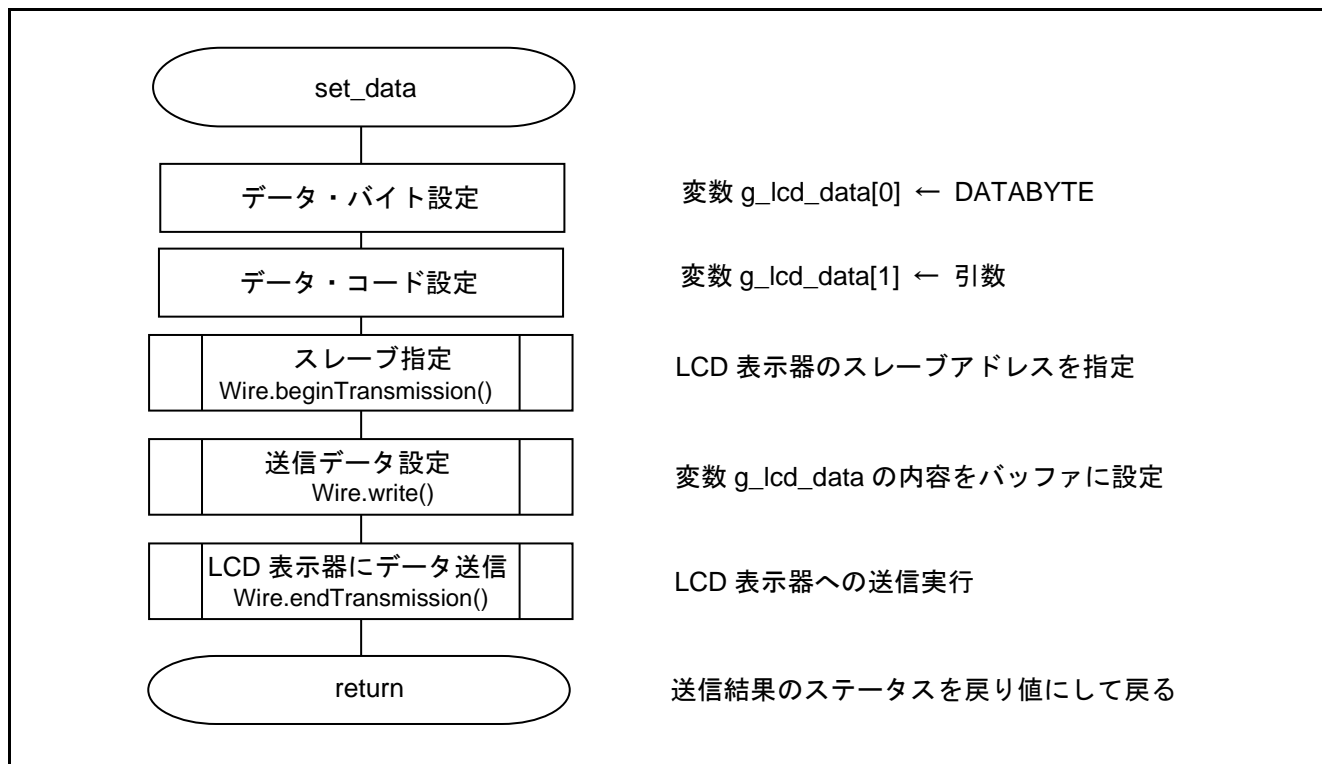 set_data
データ・バイト設定
変数 g_lcd_data[0] ← DATABYTE
データ・コード設定
変数 g_lcd_data[1] ← 引数
スレーブ指定
Wire.beginTransmission()
LCD 表示器のスレーブアドレスを指定
送信データ設定
Wire.write()
変数 g_lcd_data の内容をバッファに設定
LCD 表示器にデータ送信
Wire.endTransmission()
LCD 表示器への送信実行
return
送信結果のステータスを戻り値にして戻る